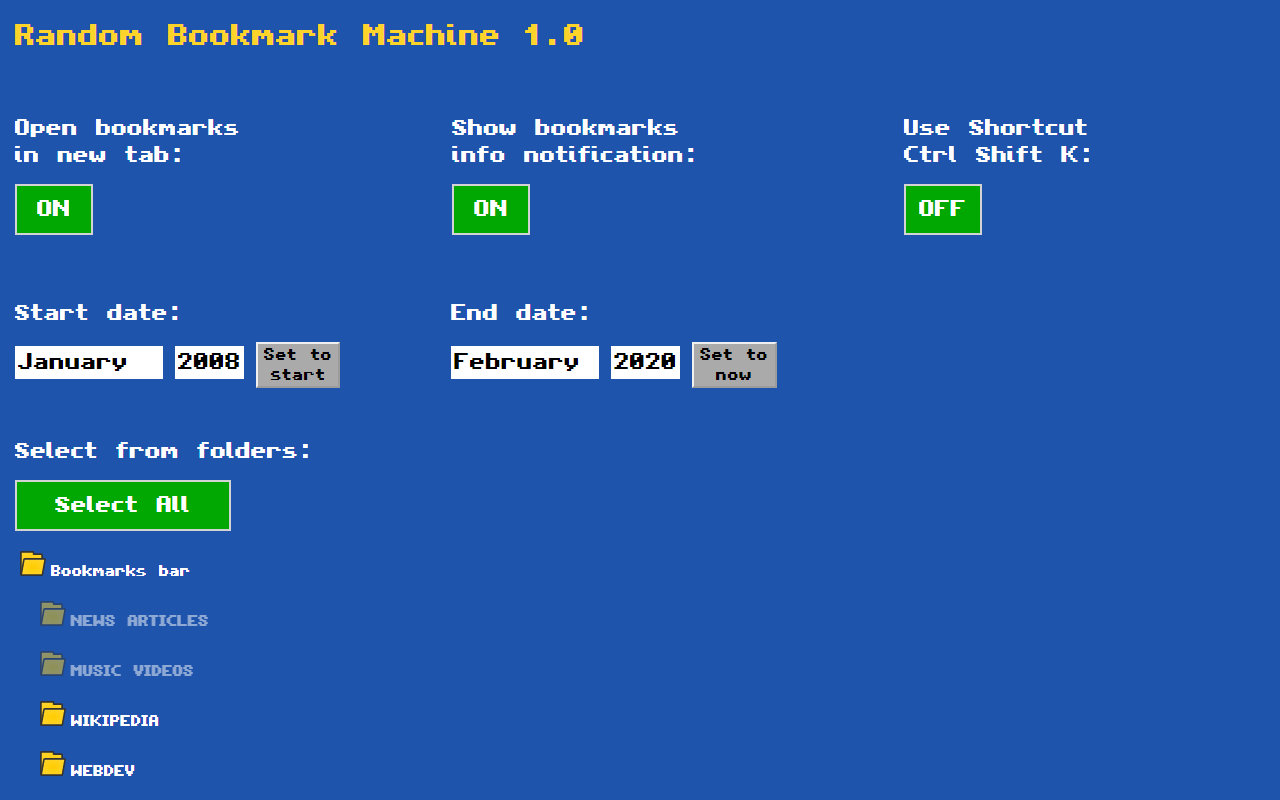 Random Bookmark Machine 1.0
Open bookmarks
in new tab:
ON
Show bookmarks
info notification:
ON
Use Shortcut
Ctrl Shift K:
OFF
Start date:
January 2008 Set to
start
End date:
February 2020 Set to
now
Select from folders:
Select All
Bookmarks bar
NEWS ARTICLES
MUSIC VIDEOS
WIKIPEDIA
WEBDEV